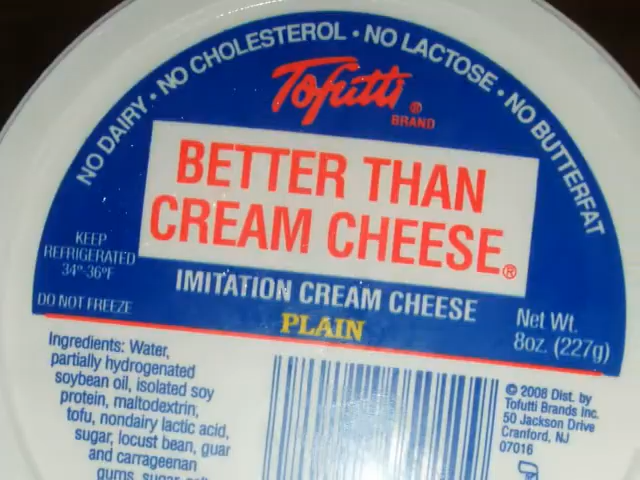 NO DAIRY • NO CHOLESTEROL • NO LACTOSE • NO BUTTERFAT
Tofutti ®
BRAND
BETTER THAN
CREAM CHEESE®
KEEP
REFRIGERATED
34°-36°F
DO NOT FREEZE
IMITATION CREAM CHEESE
PLAIN
Net Wt.
8oz. (227g)
Ingredients: Water,
partially hydrogenated
soybean oil, isolated soy
protein, maltodextrin,
tofu, nondairy lactic acid,
sugar, locust bean, guar
and carrageenan
gums, sugar,
© 2008 Dist. by
Tofutti Brands Inc.
50 Jackson Drive
Cranford, NJ
07016